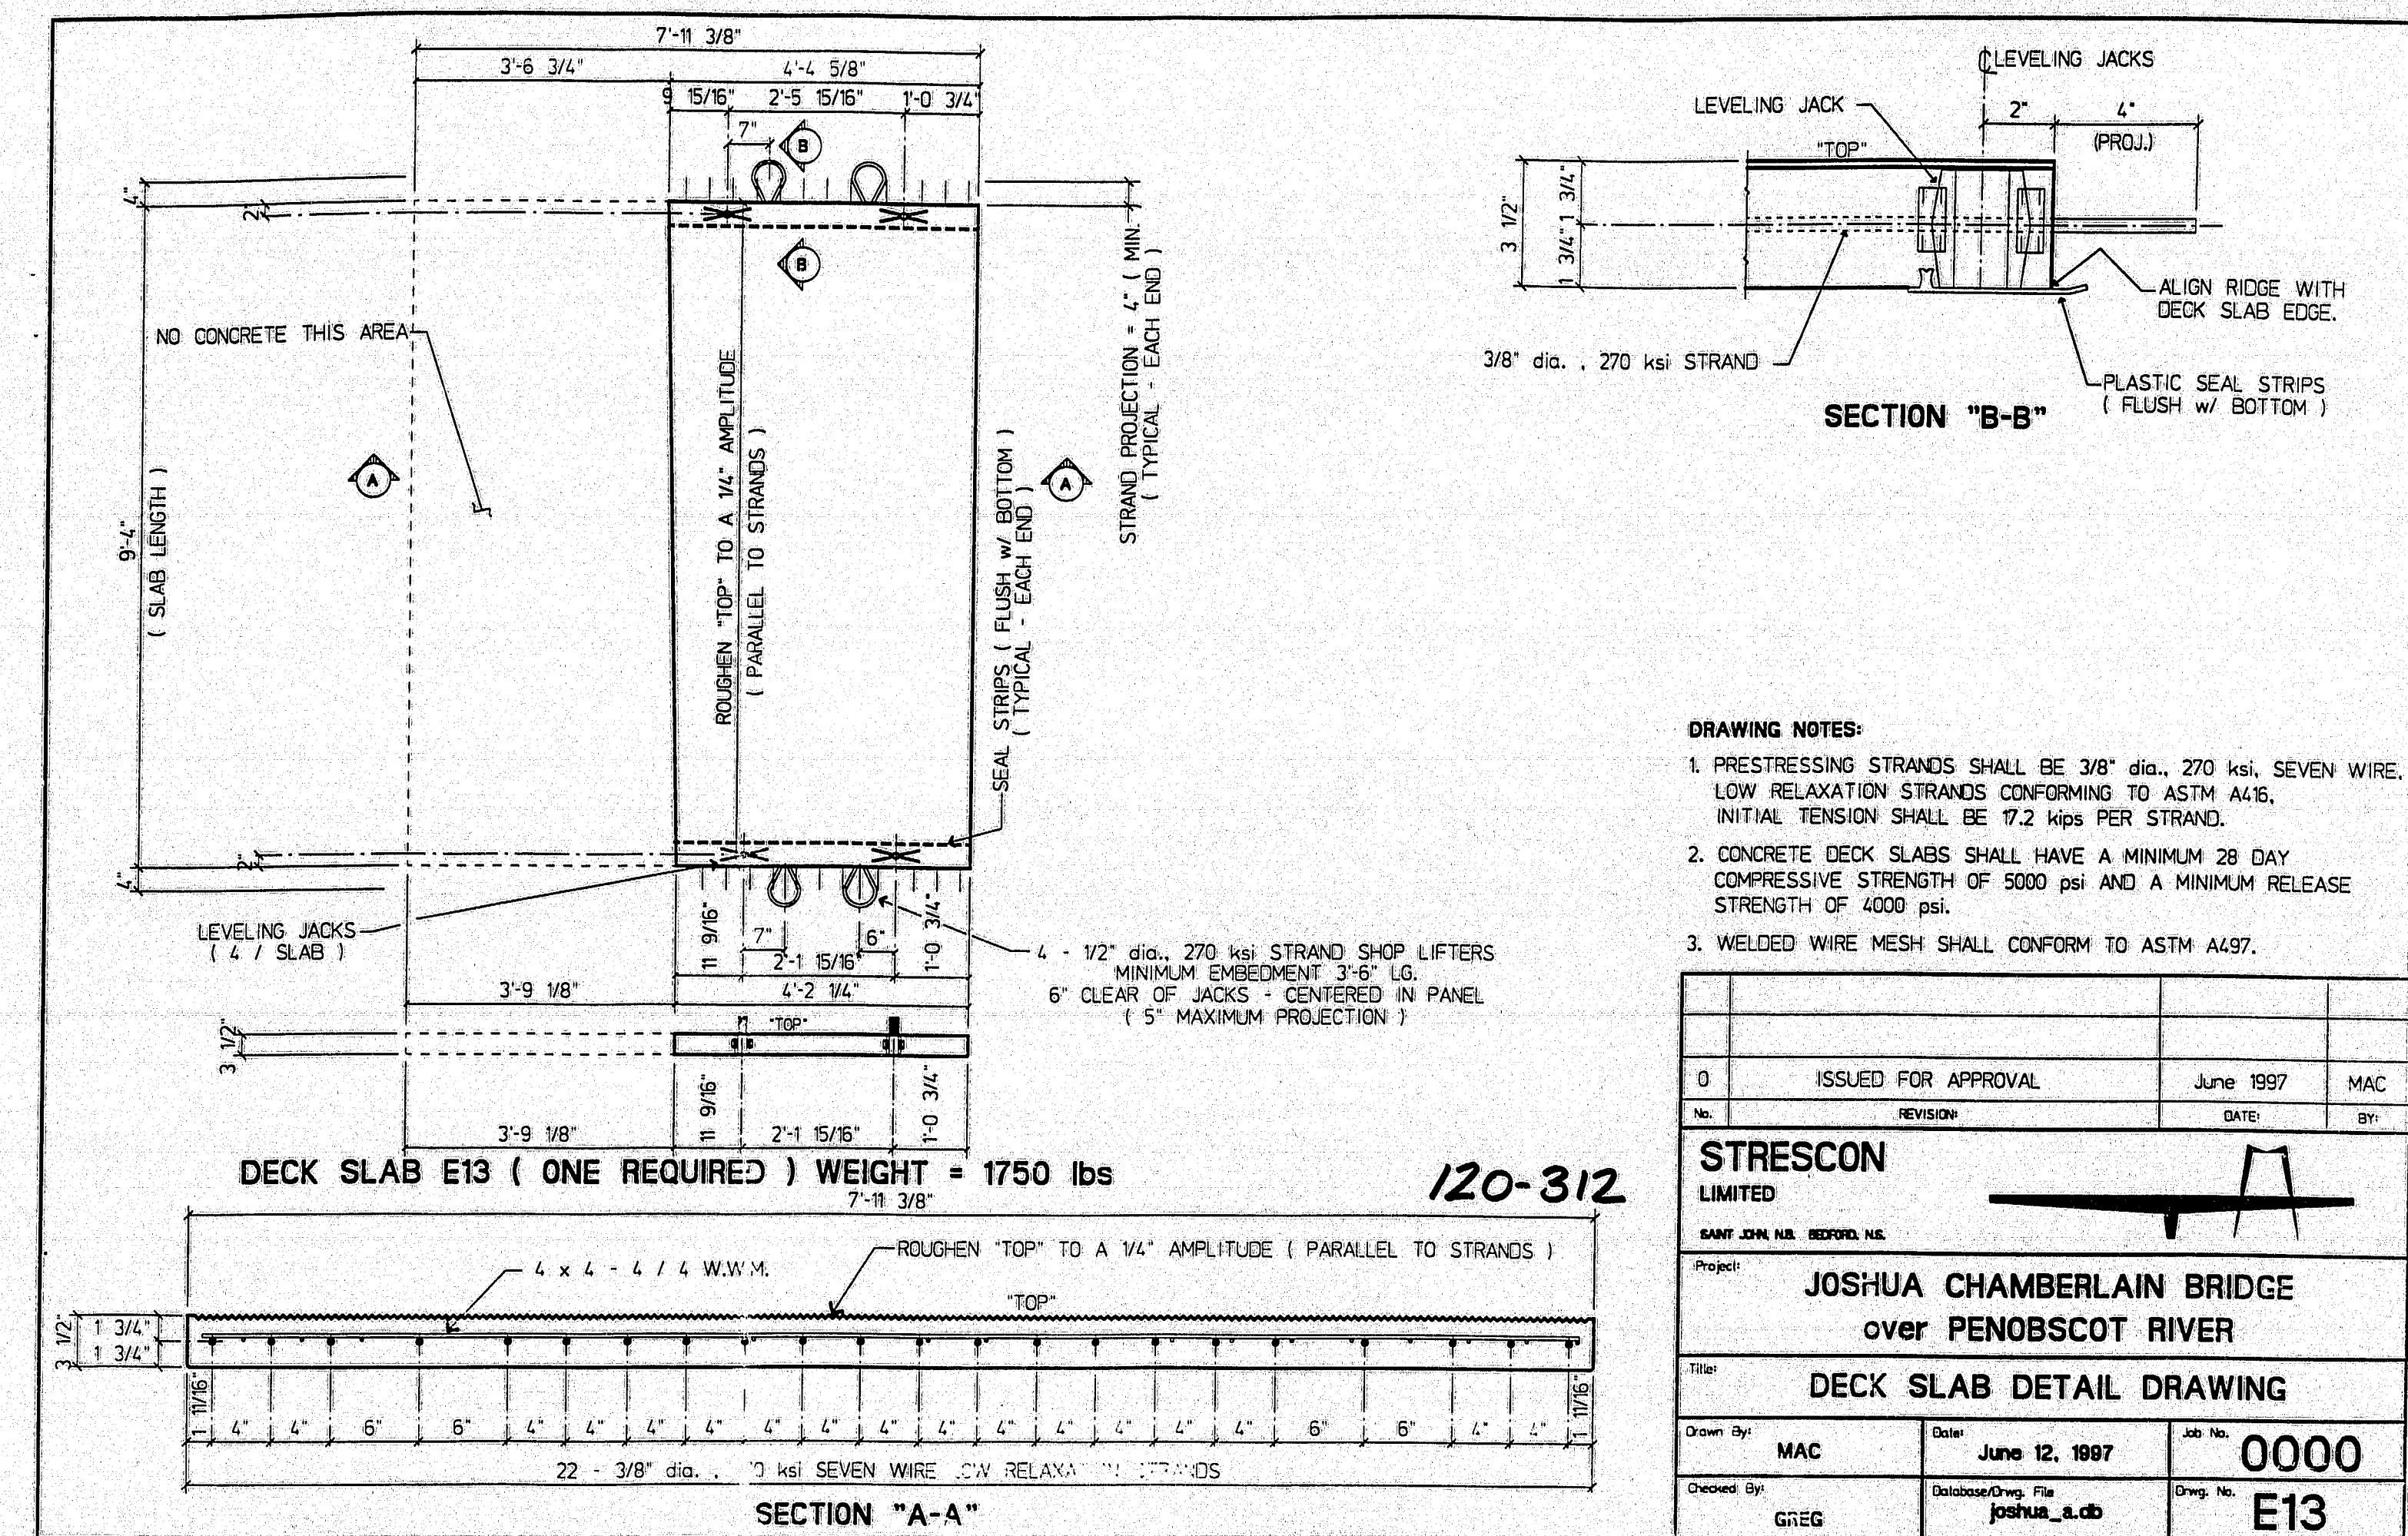 7'-11 3/8"
3'-6 3/4"
4'-4 5/8"
9 15/16"
2'-5 15/16"
1'-0 3/4"
7"
B
4"
2"
B
NO CONCRETE THIS AREA
A
A
9'-4"
( SLAB LENGTH )
ROUGHEN "TOP" TO A 1/4" AMPLITUDE
( PARALLEL TO STRANDS )
SEAL STRIPS ( FLUSH w/ BOTTOM )
( TYPICAL - EACH END )
STRAND PROJECTION = 4" ( MIN. )
( TYPICAL - EACH END )
2"
4"
LEVELING JACKS
( 4 / SLAB )
11 9/16"
7"
6"
2'-1 15/16"
1'-0 3/4"
3'-9 1/8"
4'-2 1/4"
4 - 1/2" dia., 270 ksi STRAND SHOP LIFTERS
MINIMUM EMBEDMENT 3'-6" LG.
6" CLEAR OF JACKS - CENTERED IN PANEL
( 5" MAXIMUM PROJECTION )
"TOP"
3 1/2"
11 9/16"
1'-0 3/4"
3'-9 1/8"
2'-1 15/16"
DECK SLAB E13 ( ONE REQUIRED ) WEIGHT = 1750 lbs
120-312
7'-11 3/8"
ROUGHEN "TOP" TO A 1/4" AMPLITUDE ( PARALLEL TO STRANDS )
4 x 4 - 4 / 4 W.W.M.
"TOP"
3 1/2"
1 3/4"
1 3/4"
1 11/16"
4" 4" 6" 6" 4" 4" 4" 4" 4" 4" 4" 4" 4" 4" 4" 4" 4" 6" 6" 4" 4"
1 11/16"
22 - 3/8" dia. , ksi SEVEN WIRE
SECTION "A-A"
℄ LEVELING JACKS
LEVELING JACK
2"
4"
(PROJ.)
"TOP"
3 1/2"
1 3/4"
1 3/4"
ALIGN RIDGE WITH
DECK SLAB EDGE.
3/8" dia. , 270 ksi STRAND
PLASTIC SEAL STRIPS
( FLUSH w/ BOTTOM )
SECTION "B-B"
DRAWING NOTES:
1. PRESTRESSING STRANDS SHALL BE 3/8" dia., 270 ksi, SEVEN WIRE,
LOW RELAXATION STRANDS CONFORMING TO ASTM A416,
INITIAL TENSION SHALL BE 17.2 kips PER STRAND.
2. CONCRETE DECK SLABS SHALL HAVE A MINIMUM 28 DAY
COMPRESSIVE STRENGTH OF 5000 psi AND A MINIMUM RELEASE
STRENGTH OF 4000 psi.
3. WELDED WIRE MESH SHALL CONFORM TO ASTM A497.
0 ISSUED FOR APPROVAL June 1997 MAC
No. REVISION: DATE: BY:
STRESCON
LIMITED
SAINT JOHN, N.B. BEDFORD, N.S.
Project:
JOSHUA CHAMBERLAIN BRIDGE
over PENOBSCOT RIVER
Title:
DECK SLAB DETAIL DRAWING
Drawn By:
MAC
Date:
June 12, 1997
Job No.
0000
Checked By:
GREG
Database/Drwg. File
joshua_a.db
Drwg. No.
E13